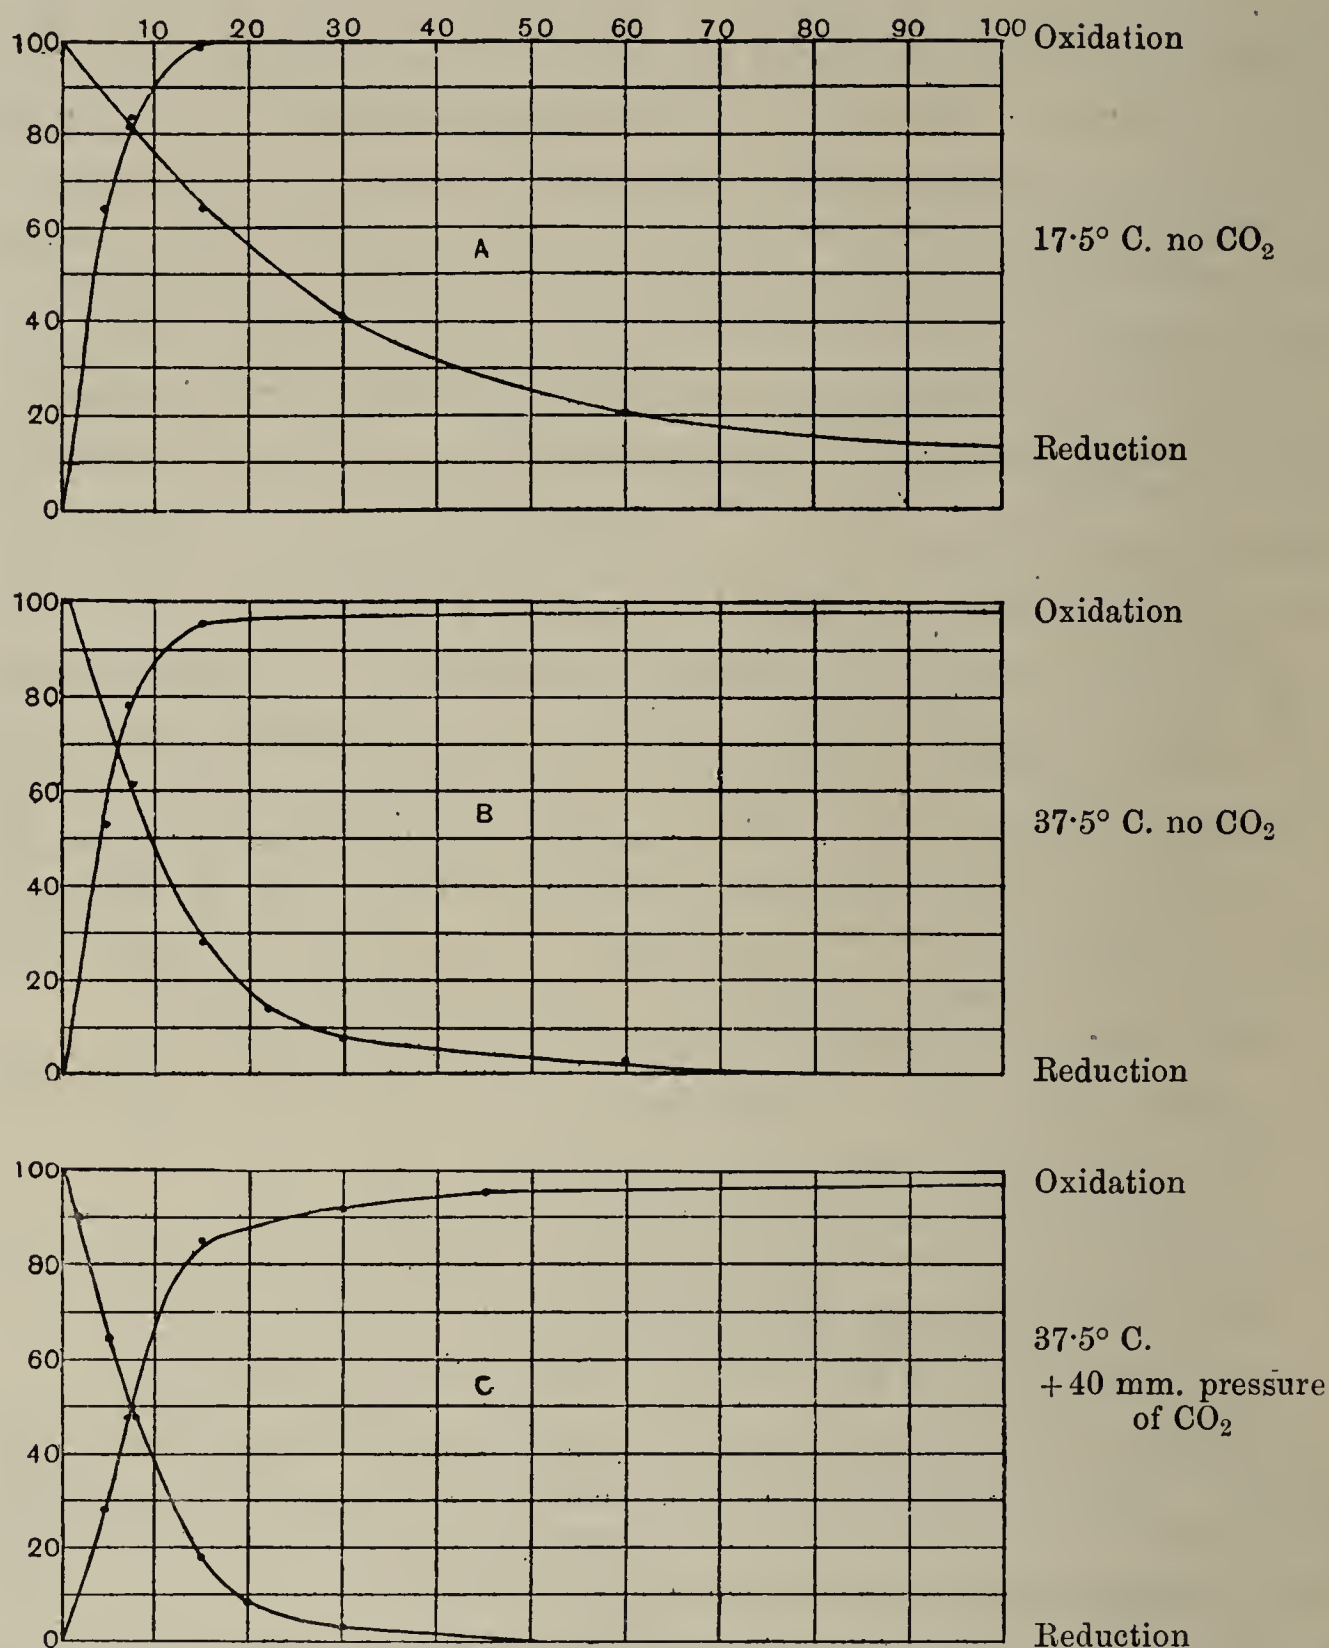 10 20 30 40 50 60 70 80 90 100
100 Oxidation
80
60
A
17·5° C. no CO₂
40
20
Reduction
0
100 Oxidation
80
60
B
37·5° C. no CO₂
40
20
0 Reduction
100 Oxidation
80
60
37·5° C.
C
+40 mm. pressure
of CO₂
40
20
0 Reduction